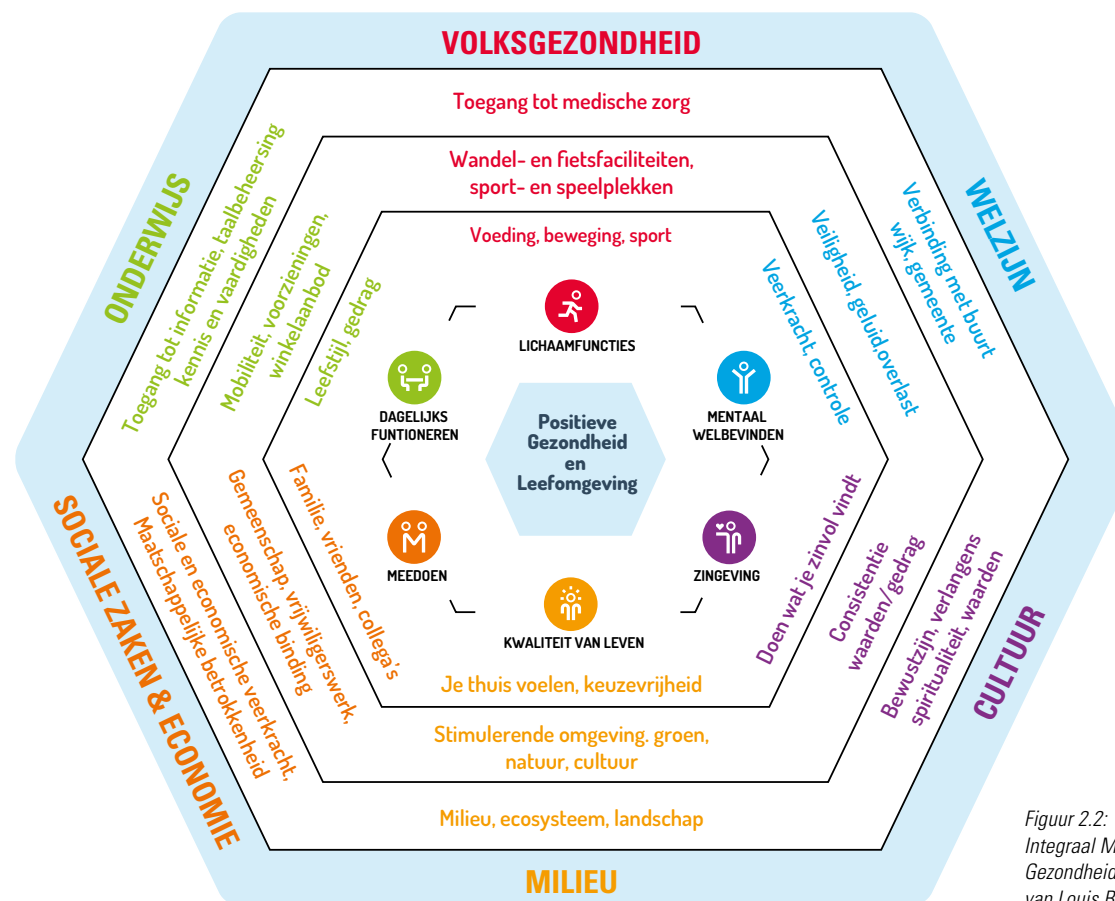 VOLKSGEZONDHEID
Toegang tot medische zorg
Wandel- en fietsfaciliteiten,
sport- en speelplekken
Voeding, beweging, sport
ONDERWIJS
Toegang tot informatie, taalbeheersing
kennis en vaardigheden
Mobiliteit, voorzieningen,
winkelaanbod
Leefstijl, gedrag
WELZIJN
Verbinding met buurt
wijk, gemeente
Veiligheid, geluid,overlast
Veerkracht, controle
LICHAAMFUNCTIES
DAGELIJKS
FUNTIONEREN
MENTAAL
WELBEVINDEN
Positieve
Gezondheid
en
Leefomgeving
MEEDOEN
ZINGEVING
KWALITEIT VAN LEVEN
SOCIALE ZAKEN & ECONOMIE
Sociale en economische veerkracht,
Maatschappelijke betrokkenheid
Gemeenschap, vrijwiligerswerk,
economische binding
Familie, vrienden, collega's
Doen wat je zinvol vindt
Consistentie
waarden/gedrag
Bewustzijn, verlangens
spiritualiteit, waarden
CULTUUR
Je thuis voelen, keuzevrijheid
Stimulerende omgeving. groen,
natuur, cultuur
Milieu, ecosysteem, landschap
MILIEU
Figuur 2.2:
Integraal M
Gezondheid
van Louis B